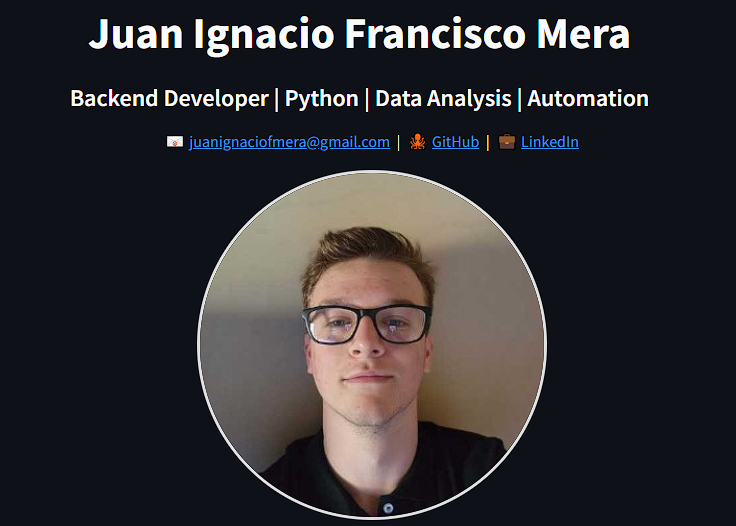 Juan Ignacio Francisco Mera
Backend Developer | Python | Data Analysis | Automation
juanignaciofmera@gmail.com | GitHub | LinkedIn